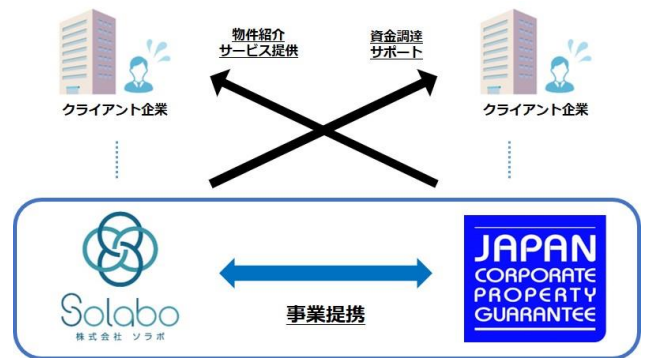 物件紹介
サービス提供
資金調達
サポート
クライアント企業
クライアント企業
Solabo
株式会社 ソラボ
事業提携
JAPAN
CORPORATE
PROPERTY
GUARANTEE